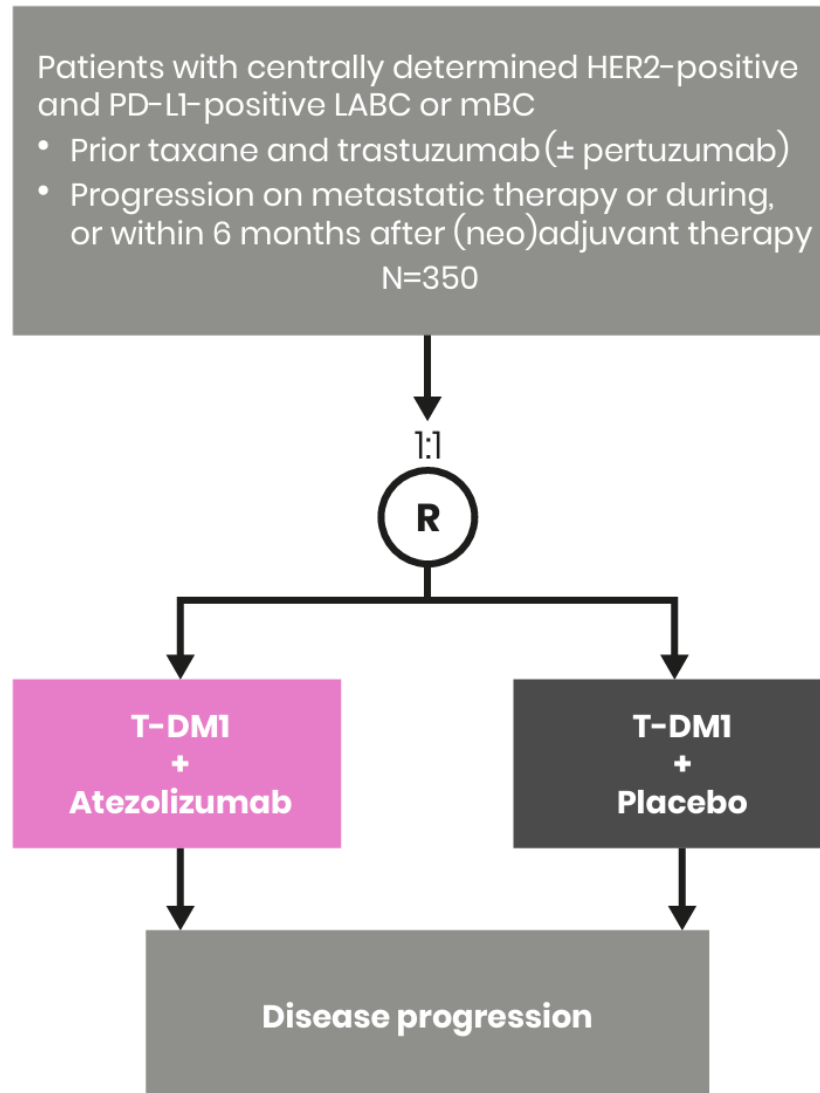 Patients with centrally determined HER2-positive
and PD-L1-positive LABC or mBC
• Prior taxane and trastuzumab (± pertuzumab)
• Progression on metastatic therapy or during,
or within 6 months after (neo)adjuvant therapy
N=350
1:1
R
T-DM1
+
Atezolizumab
T-DM1
+
Placebo
Disease progression